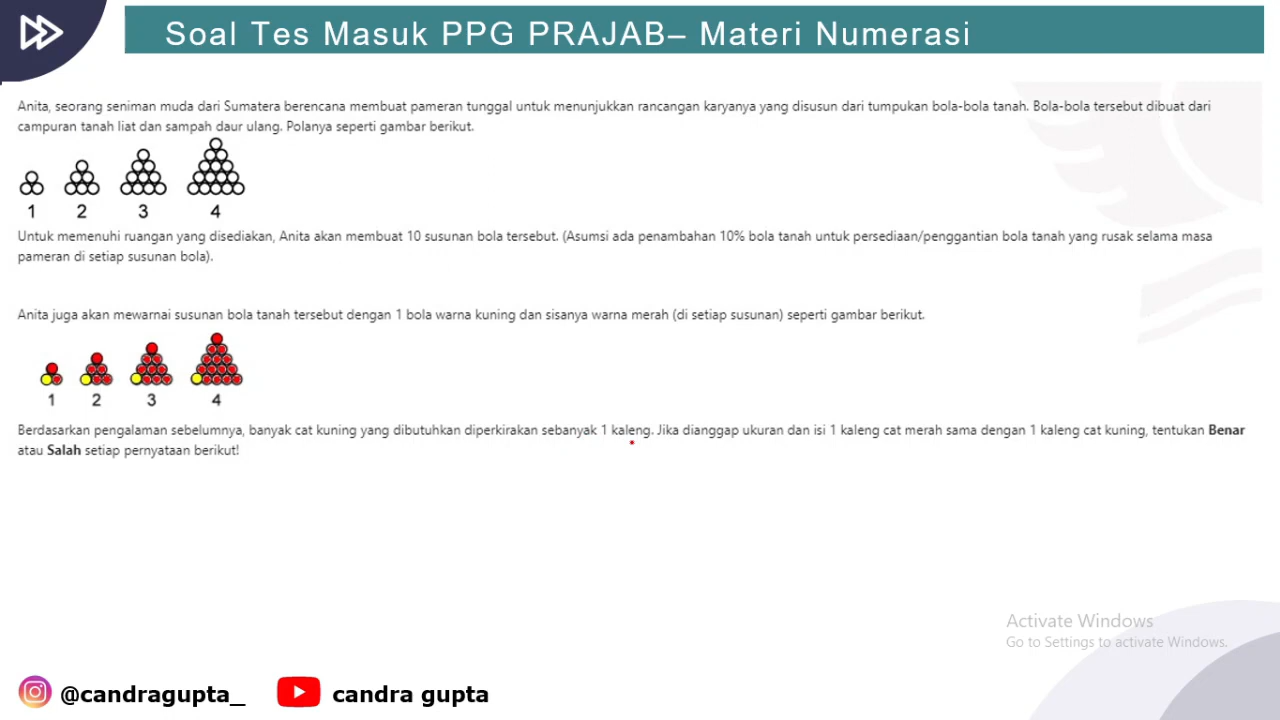 Soal Tes Masuk PPG PRAJAB– Materi Numerasi
Anita, seorang seniman muda dari Sumatera berencana membuat pameran tunggal untuk menunjukkan rancangan karyanya yang disusun dari tumpukan bola-bola tanah. Bola-bola tersebut dibuat dari
campuran tanah liat dan sampah daur ulang. Polanya seperti gambar berikut.
1 2 3 4
Untuk memenuhi ruangan yang disediakan, Anita akan membuat 10 susunan bola tersebut. (Asumsi ada penambahan 10% bola tanah untuk persediaan/penggantian bola tanah yang rusak selama masa
pameran di setiap susunan bola).
Anita juga akan mewarnai susunan bola tanah tersebut dengan 1 bola warna kuning dan sisanya warna merah (di setiap susunan) seperti gambar berikut.
1 2 3 4
Berdasarkan pengalaman sebelumnya, banyak cat kuning yang dibutuhkan diperkirakan sebanyak 1 kaleng. Jika dianggap ukuran dan isi 1 kaleng cat merah sama dengan 1 kaleng cat kuning, tentukan Benar
atau Salah setiap pernyataan berikut!
Activate Windows
Go to Settings to activate Windows.
@candragupta_ candra gupta